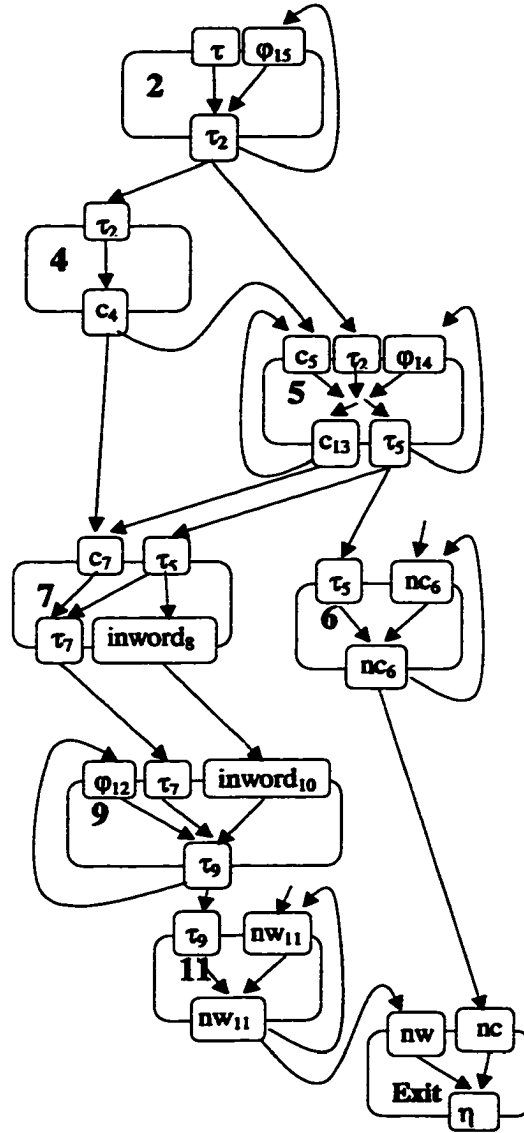 τ φ₁₅
2
τ₂
τ₂
4
c₄
c₅ τ₂ φ₁₄
5
c₁₃ τ₅
c₇ τ₅
7
τ₇ inword₈
τ₅ nc₆
6
nc₆
φ₁₂ τ₇ inword₁₀
9
τ₉
τ₉ nw₁₁
11
nw₁₁
nw nc
Exit
η